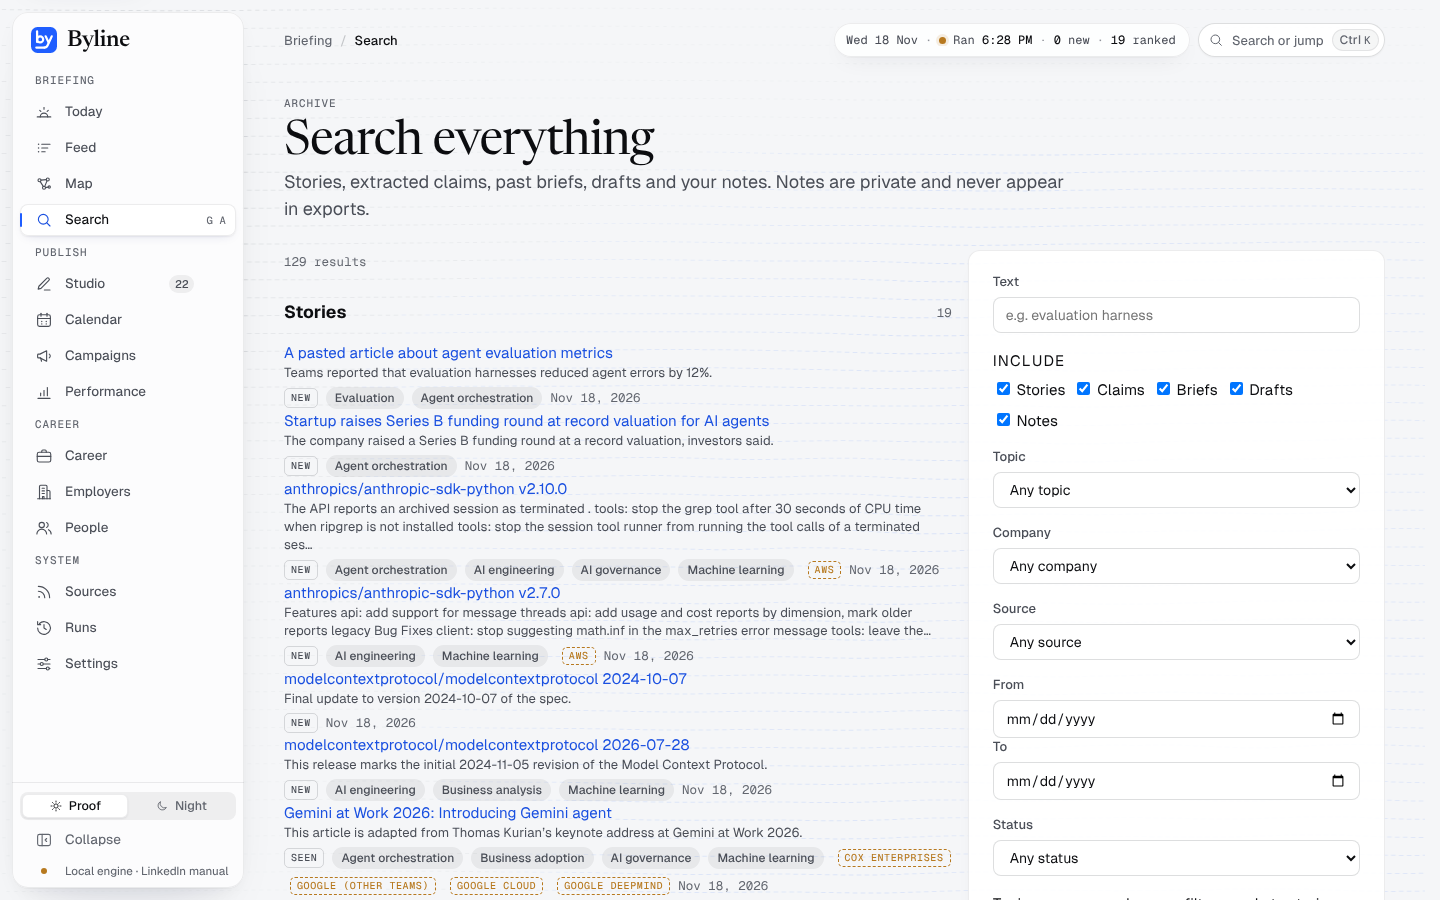 by Byline
BRIEFING
Today
Feed
Map
Search G A
PUBLISH
Studio 22
Calendar
Campaigns
Performance
CAREER
Career
Employers
People
SYSTEM
Sources
Runs
Settings
Proof Night
Collapse
Local engine · LinkedIn manual
Briefing / Search
Wed 18 Nov · Ran 6:28 PM · 0 new · 19 ranked
Search or jump Ctrl K
ARCHIVE
Search everything
Stories, extracted claims, past briefs, drafts and your notes. Notes are private and never appear
in exports.
129 results
Stories 19
A pasted article about agent evaluation metrics
Teams reported that evaluation harnesses reduced agent errors by 12%.
NEW Evaluation Agent orchestration Nov 18, 2026
Startup raises Series B funding round at record valuation for AI agents
The company raised a Series B funding round at a record valuation, investors said.
NEW Agent orchestration Nov 18, 2026
anthropics/anthropic-sdk-python v2.10.0
The API reports an archived session as terminated . tools: stop the grep tool after 30 seconds of CPU time
when ripgrep is not installed tools: stop the session tool runner from running the tool calls of a terminated
ses…
NEW Agent orchestration AI engineering AI governance Machine learning AWS Nov 18, 2026
anthropics/anthropic-sdk-python v2.7.0
Features api: add support for message threads api: add usage and cost reports by dimension, mark older
reports legacy Bug Fixes client: stop suggesting math.inf in the max_retries error message tools: leave the…
NEW AI engineering Machine learning AWS Nov 18, 2026
modelcontextprotocol/modelcontextprotocol 2024-10-07
Final update to version 2024-10-07 of the spec.
NEW Nov 18, 2026
modelcontextprotocol/modelcontextprotocol 2026-07-28
This release marks the initial 2024-11-05 revision of the Model Context Protocol.
NEW AI engineering Business analysis Machine learning Nov 18, 2026
Gemini at Work 2026: Introducing Gemini agent
This article is adapted from Thomas Kurian's keynote address at Gemini at Work 2026.
SEEN Agent orchestration Business adoption AI governance Machine learning COX ENTERPRISES
GOOGLE (OTHER TEAMS) GOOGLE CLOUD GOOGLE DEEPMIND Nov 18, 2026
Text
e.g. evaluation harness
INCLUDE
Stories Claims Briefs Drafts
Notes
Topic
Any topic
Company
Any company
Source
Any source
From
mm/dd/yyyy
To
mm/dd/yyyy
Status
Any status